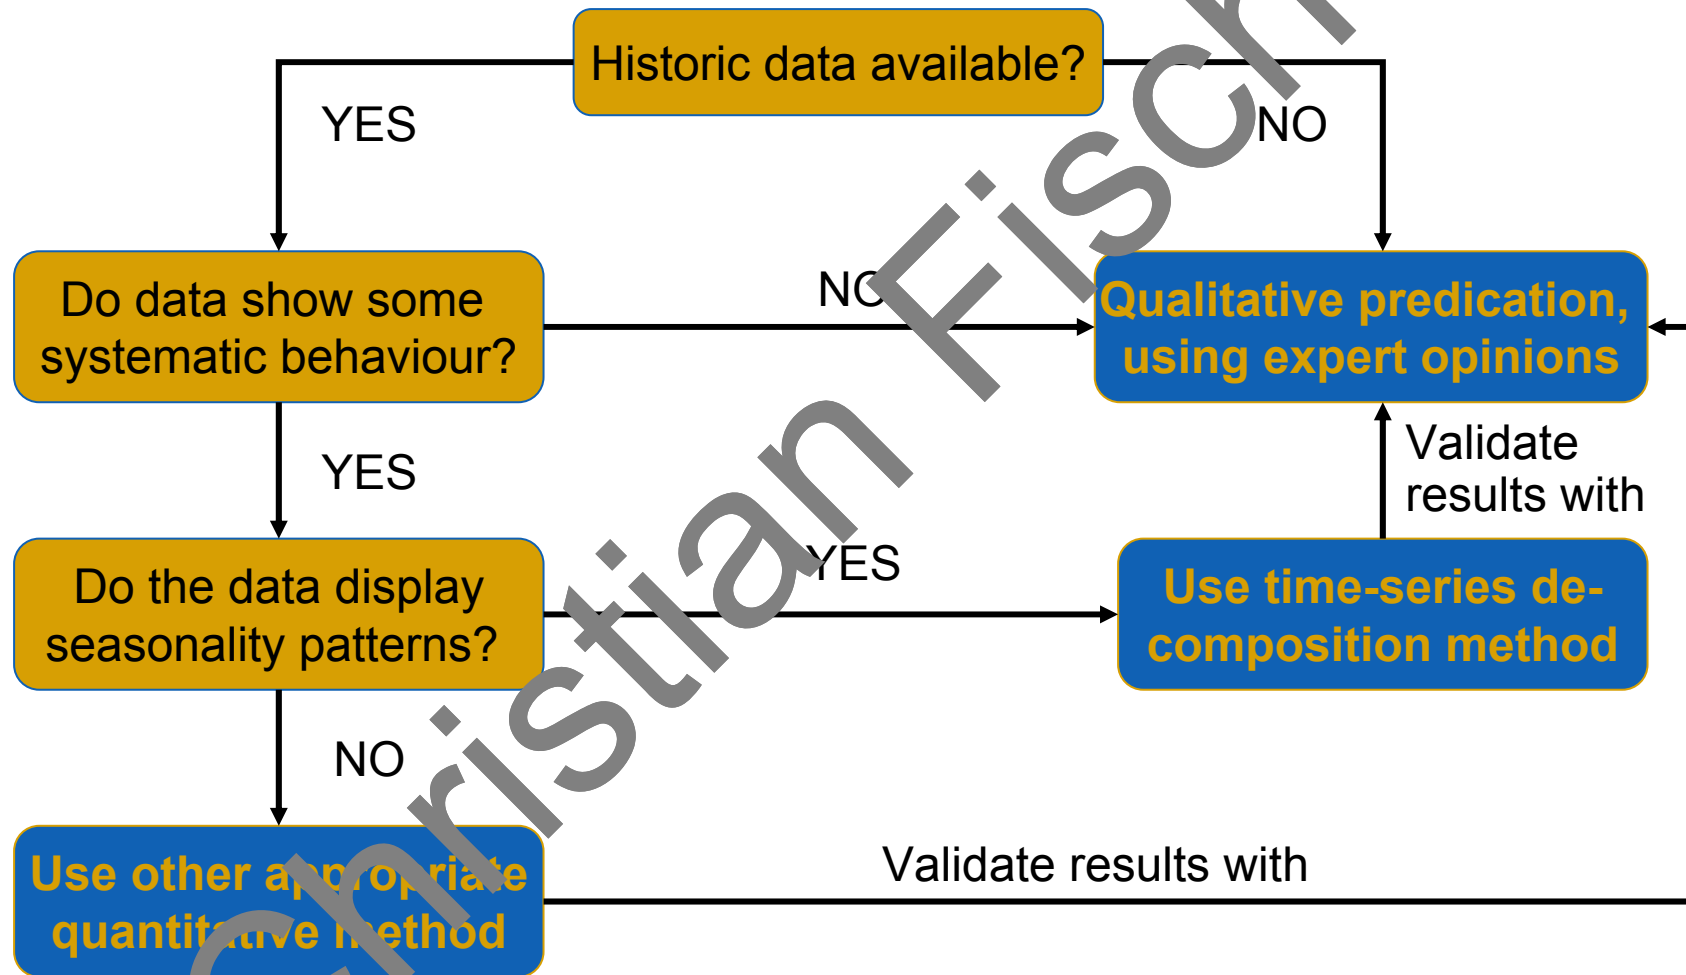 Historic data available?
YES
NO
Do data show some
systematic behaviour?
NO
Qualitative predication,
using expert opinions
YES
Validate
results with
Do the data display
seasonality patterns?
YES
Use time-series de-
composition method
NO
Use other appropriate
quantitative method
Validate results with
Christian Fisch